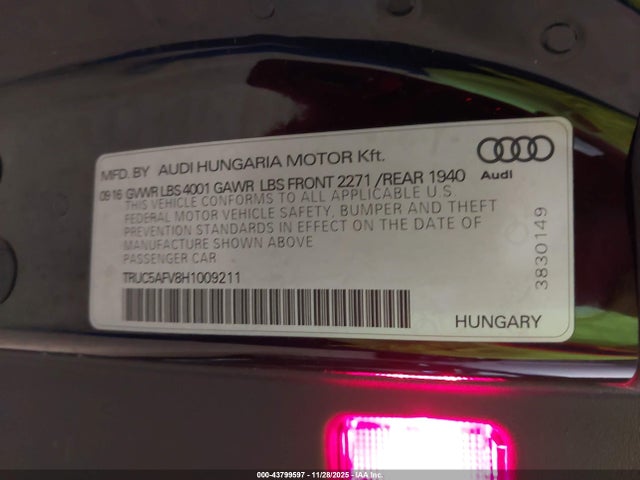 MFD. BY AUDI HUNGARIA MOTOR Kft.
09 16 GVWR LBS 4001 GAWR LBS FRONT 2271 /REAR 1940
THIS VEHICLE CONFORMS TO ALL APPLICABLE U.S.
FEDERAL MOTOR VEHICLE SAFETY, BUMPER AND THEFT
PREVENTION STANDARDS IN EFFECT ON THE DATE OF
MANUFACTURE SHOWN ABOVE
PASSENGER CAR
TRUC5AFV8H1009211
Audi
3830149
HUNGARY
000-43799597 - 11/28/2025 - IAA Inc.